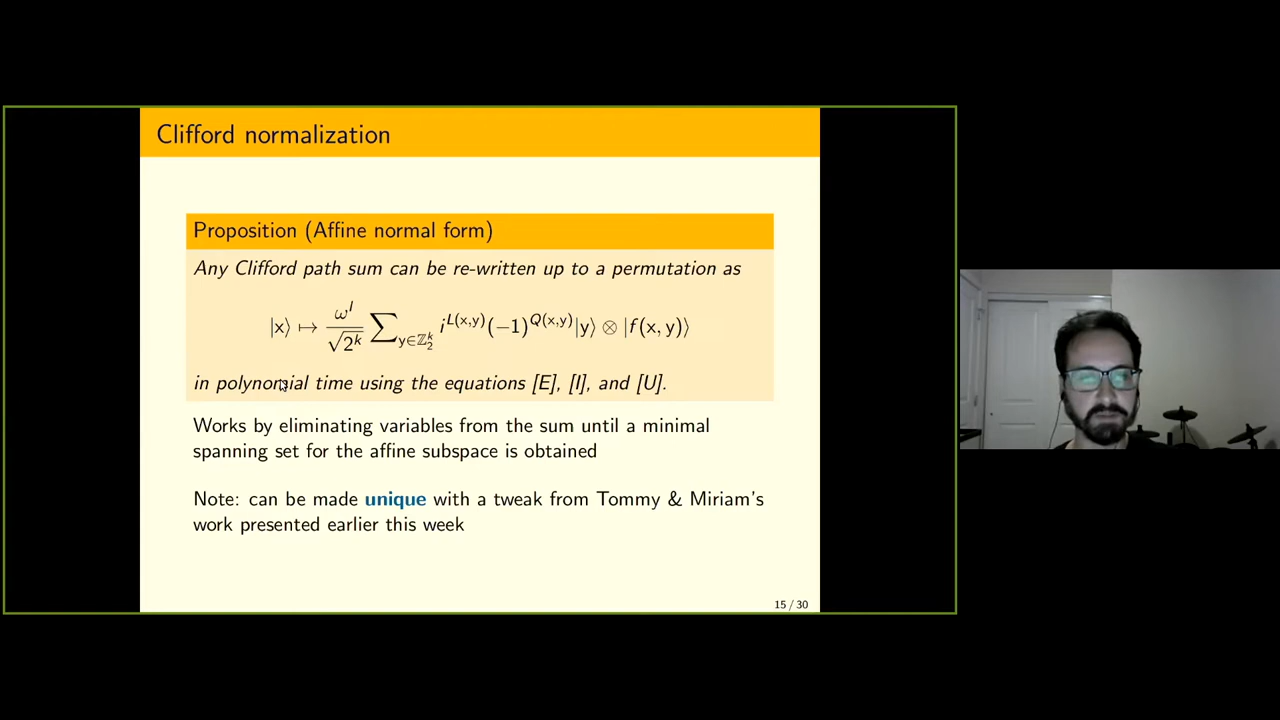 Clifford normalization
Proposition (Affine normal form)
Any Clifford path sum can be re-written up to a permutation as
|x⟩ ↦ \frac{ω^l}{\sqrt{2^k}} ∑_{y∈ℤ_2^k} i^{L(x,y)}(−1)^{Q(x,y)}|y⟩ ⊗ |f(x, y)⟩
in polynomial time using the equations [E], [I], and [U].
Works by eliminating variables from the sum until a minimal
spanning set for the affine subspace is obtained
Note: can be made unique with a tweak from Tommy & Miriam's
work presented earlier this week
15 / 30